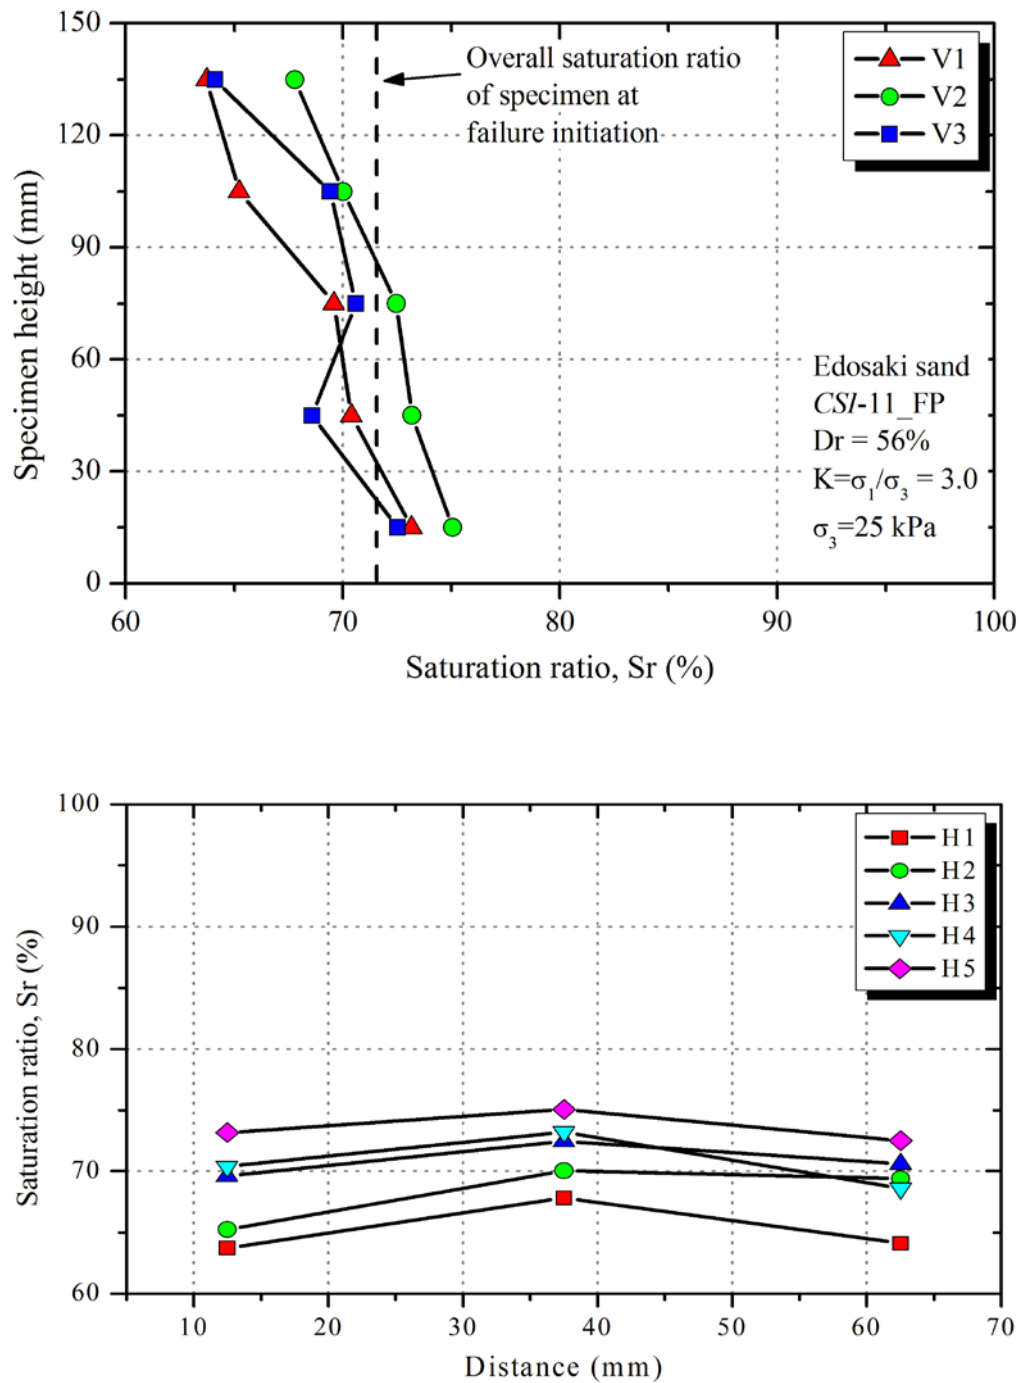 150
120
90
60
30
0
Specimen height (mm)
Overall saturation ratio
of specimen at
failure initiation
V1
V2
V3
Edosaki sand
CSI-11_FP
Dr = 56%
K=σ1/σ3 = 3.0
σ3=25 kPa
60 70 80 90 100
Saturation ratio, Sr (%)
100
90
80
70
60
Saturation ratio, Sr (%)
H1
H2
H3
H4
H5
10 20 30 40 50 60 70
Distance (mm)